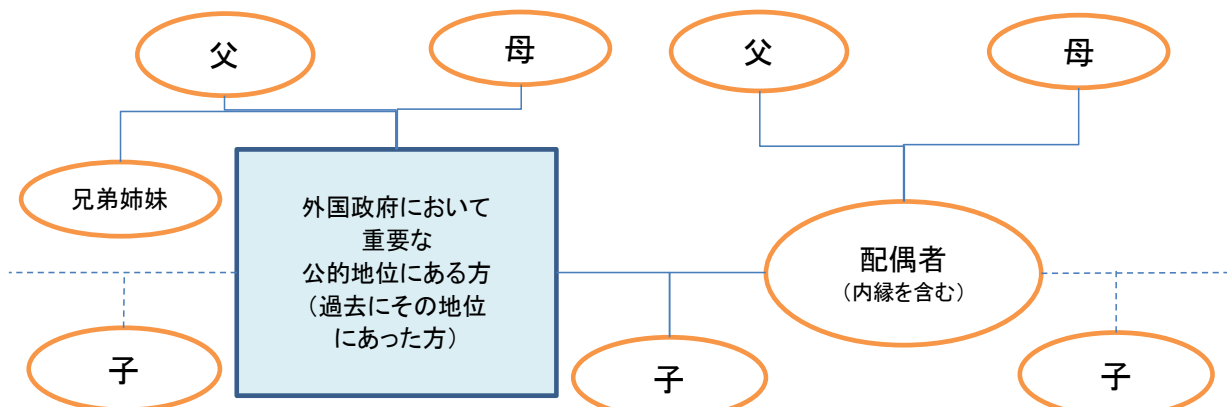 父
母
父
母
兄弟姉妹
外国政府において
重要な
公的地位にある方
（過去にその地位
にあった方）
配偶者
（内縁を含む）
子
子
子